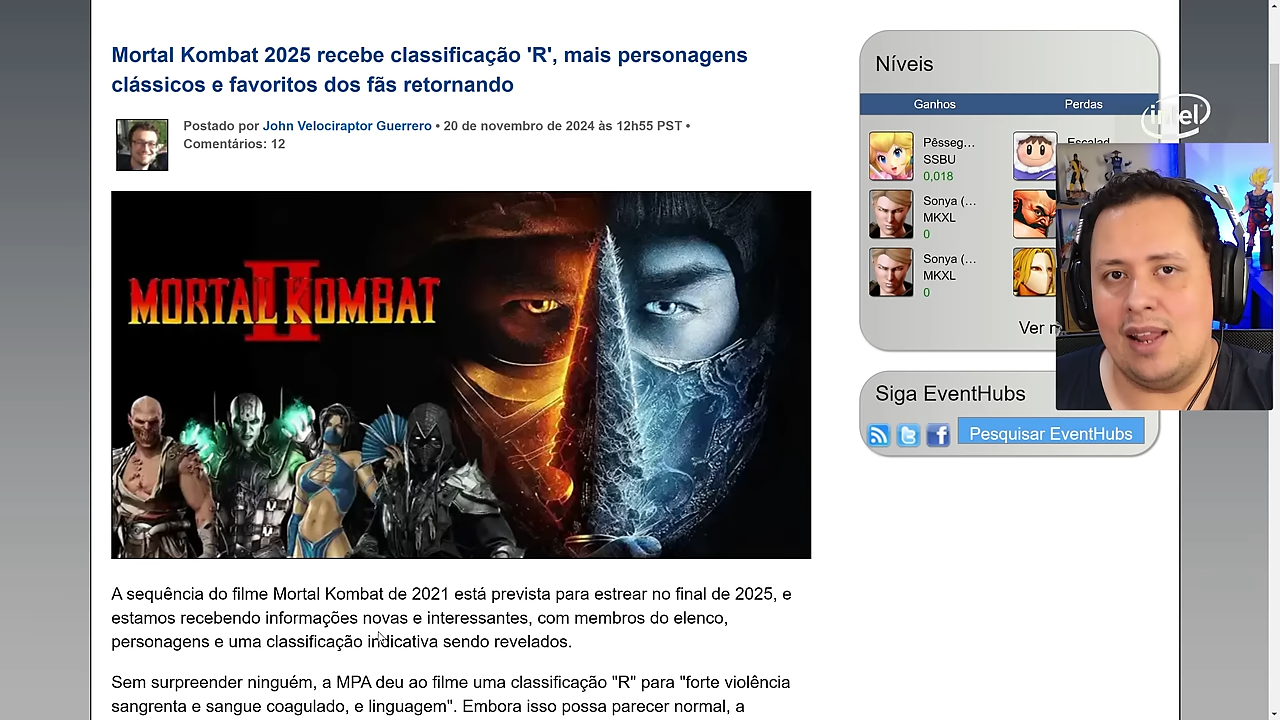 Mortal Kombat 2025 recebe classificação 'R', mais personagens
clássicos e favoritos dos fãs retornando
Postado por John Velociraptor Guerrero • 20 de novembro de 2024 às 12h55 PST •
Comentários: 12
MORTAL KOMBAT
II
A sequência do filme Mortal Kombat de 2021 está prevista para estrear no final de 2025, e
estamos recebendo informações novas e interessantes, com membros do elenco,
personagens e uma classificação indicativa sendo revelados.
Sem surpreender ninguém, a MPA deu ao filme uma classificação "R" para "forte violência
sangrenta e sangue coagulado, e linguagem". Embora isso possa parecer normal, a
Níveis
Ganhos Perdas
Pêsseg...
SSBU
0,018
Escalad
Sonya (...
MKXL
0
Sonya (...
MKXL
0
Ver
Siga EventHubs
Pesquisar EventHubs
intel